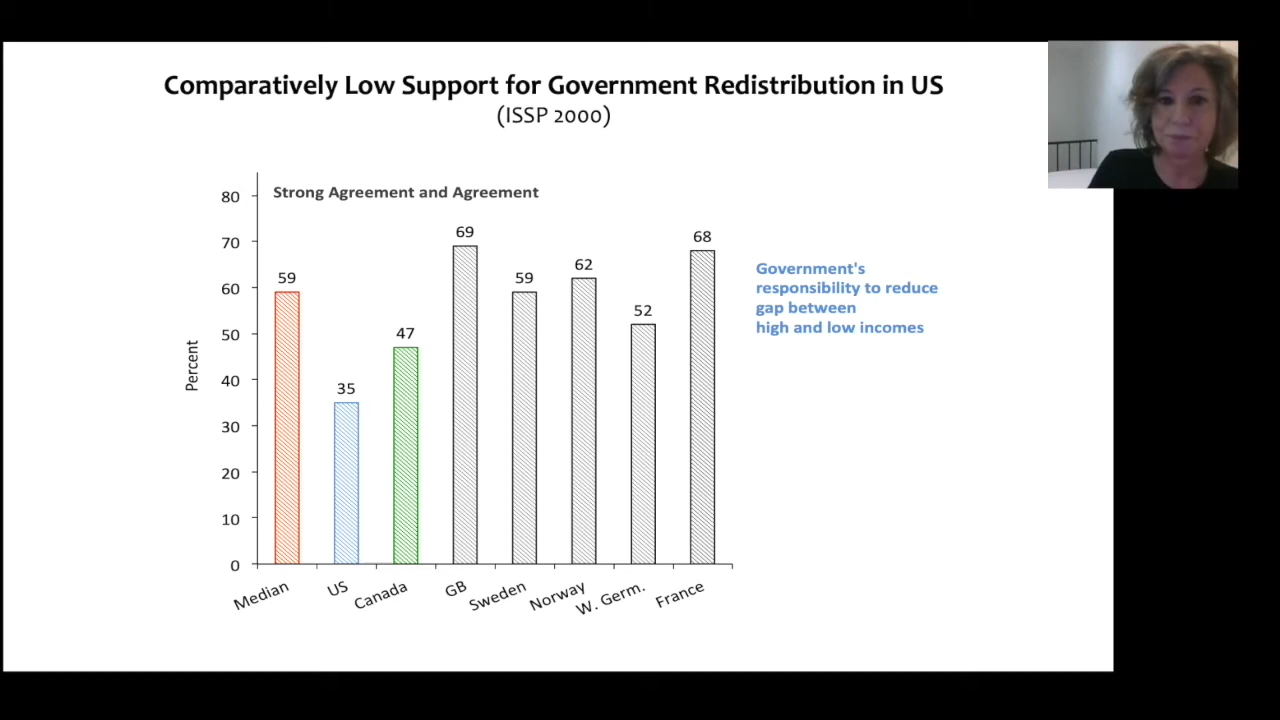 Comparatively Low Support for Government Redistribution in US
(ISSP 2000)
Strong Agreement and Agreement
80
70
60
50
40
30
20
10
0
Percent
59
35
47
69
59
62
52
68
Median
US
Canada
GB
Sweden
Norway
W. Germ.
France
Government's
responsibility to reduce
gap between
high and low incomes